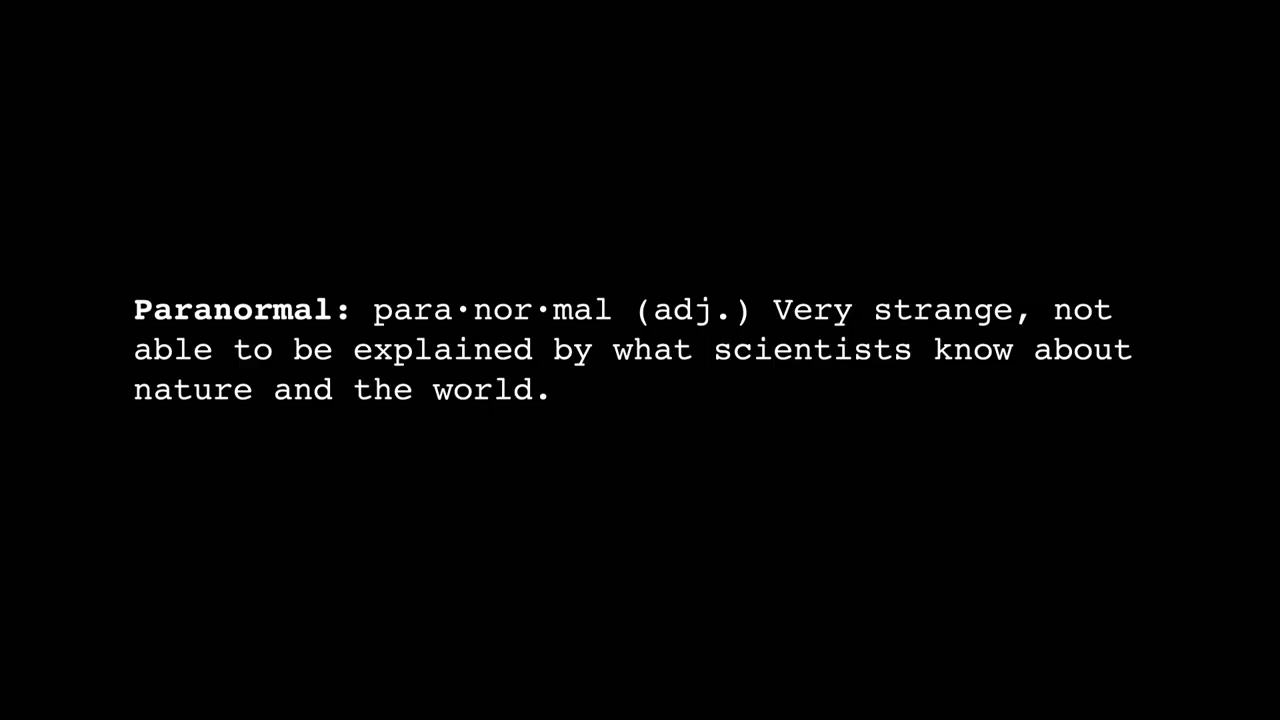 Paranormal: para·nor·mal (adj.) Very strange, not
able to be explained by what scientists know about
nature and the world.